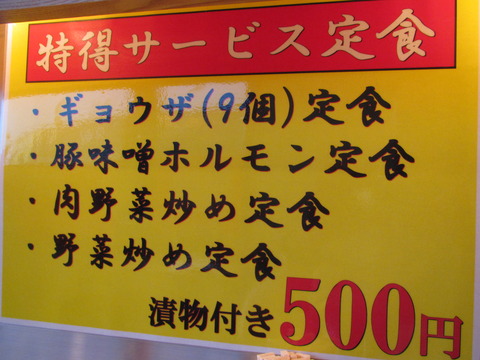 特得サービス定食
・ギョウザ(9個)定食
・豚味噌ホルモン定食
・肉野菜炒め定食
・野菜炒め定食
漬物付き500円